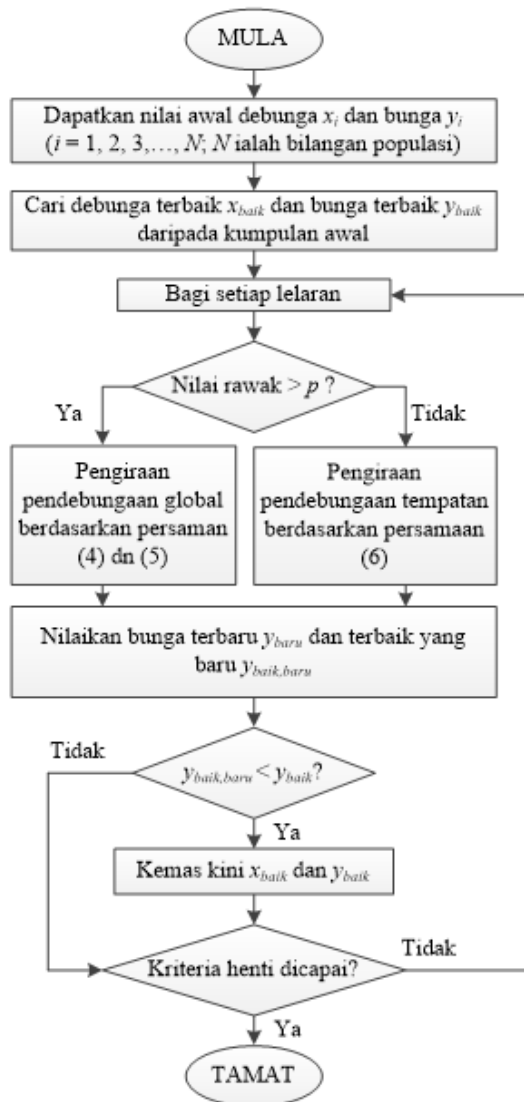 MULA
Dapatkan nilai awal debunga xᵢ dan bunga yᵢ
(i = 1, 2, 3,…, N; N ialah bilangan populasi)
Cari debunga terbaik x_baik dan bunga terbaik y_baik
daripada kumpulan awal
Bagi setiap lelaran
Nilai rawak > p ?
Ya
Tidak
Pengiraan
pendebungaan global
berdasarkan persaman
(4) dn (5)
Pengiraan
pendebungaan tempatan
berdasarkan persamaan
(6)
Nilaikan bunga terbaru y_baru dan terbaik yang
baru y_baik,baru
Tidak
y_baik,baru < y_baik?
Ya
Kemas kini x_baik dan y_baik
Kriteria henti dicapai?
Tidak
Ya
TAMAT